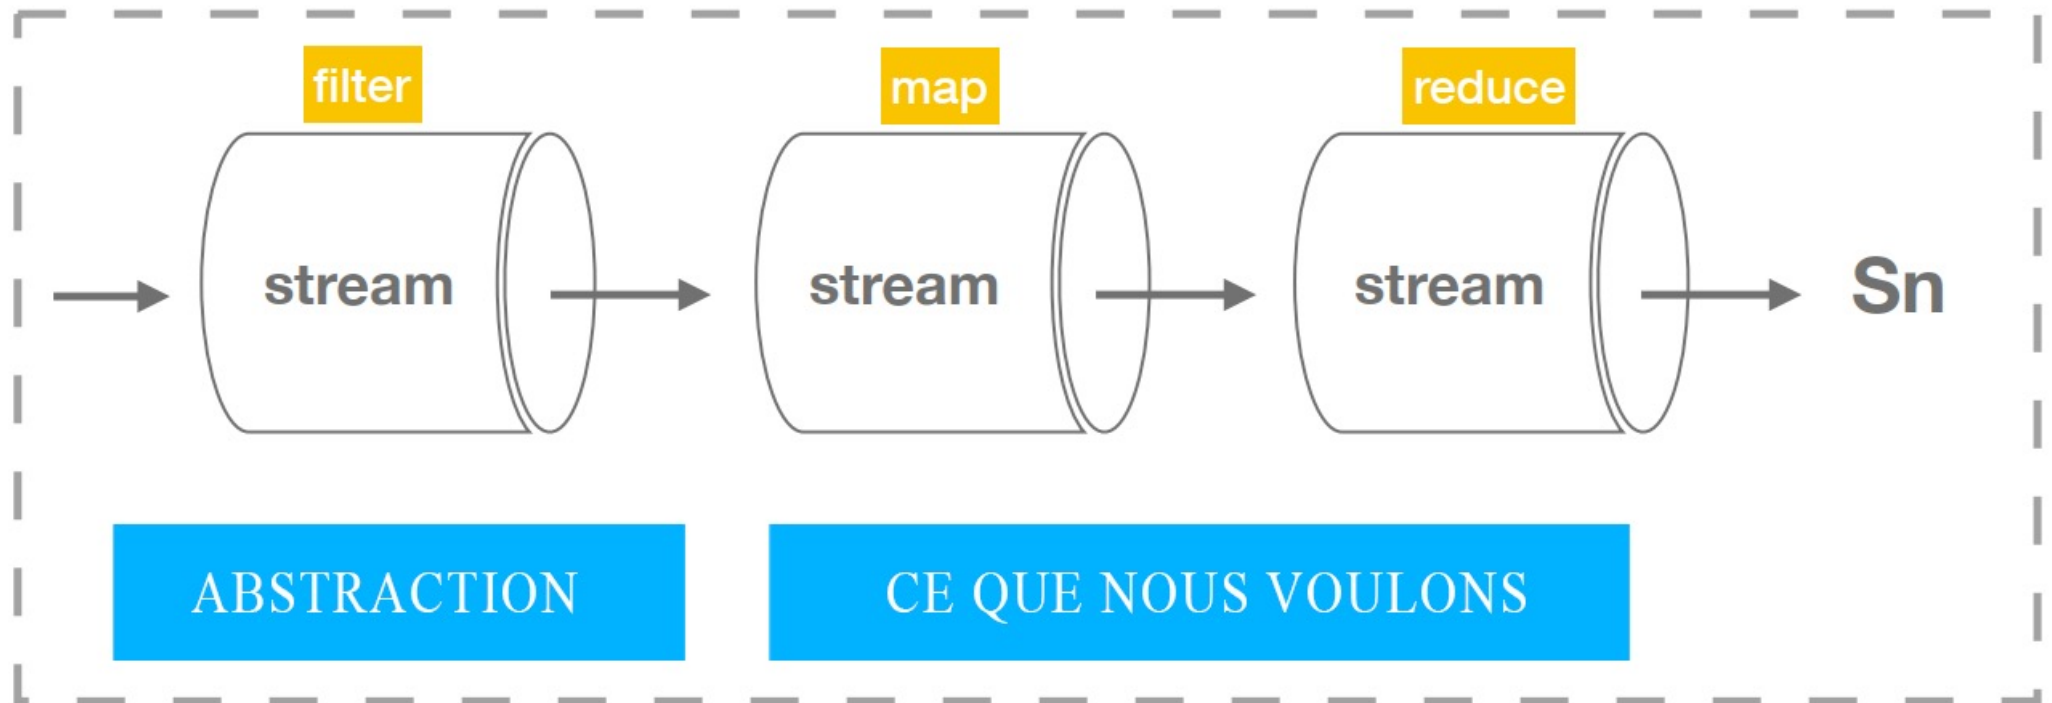 filter
map
reduce
stream
stream
stream
Sn
ABSTRACTION
CE QUE NOUS VOULONS